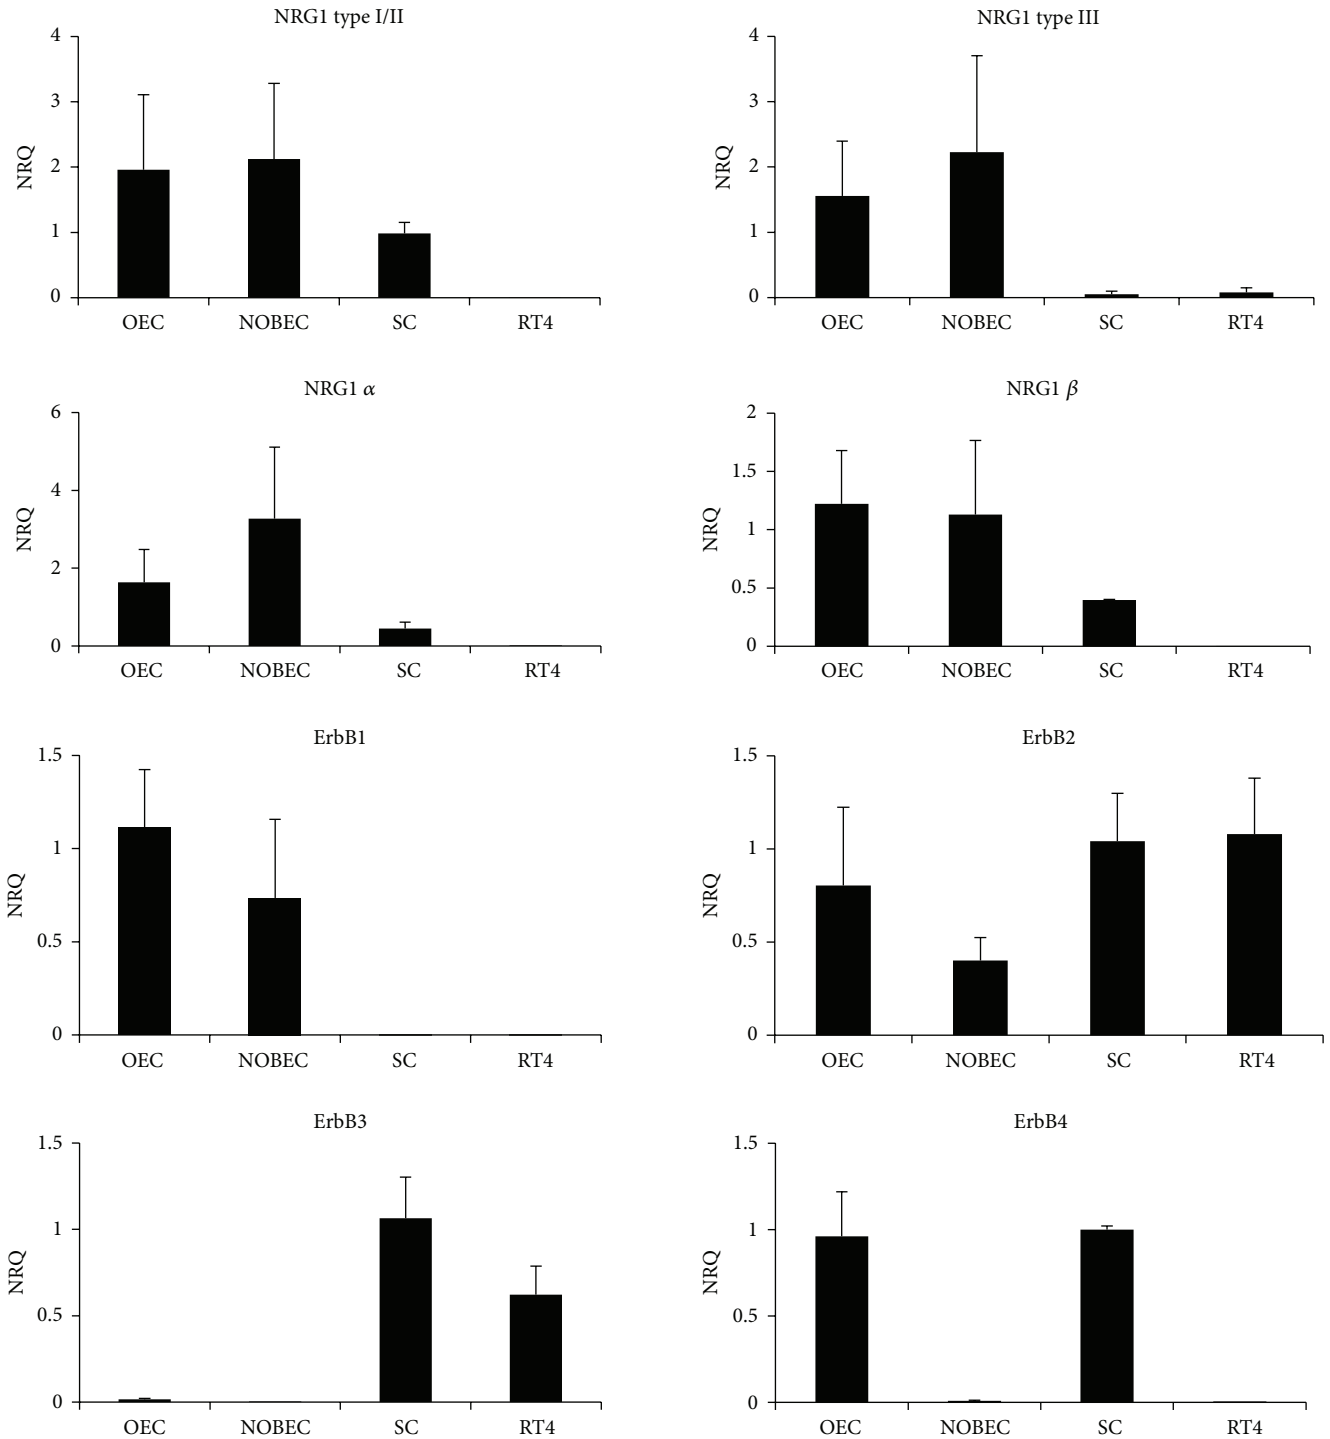 NRG1 type I/II
4
3
2
1
0
NRQ
OEC NOBEC SC RT4
NRG1 type III
4
3
2
1
0
NRQ
OEC NOBEC SC RT4
NRG1 α
6
4
2
0
NRQ
OEC NOBEC SC RT4
NRG1 β
2
1.5
1
0.5
0
NRQ
OEC NOBEC SC RT4
ErbB1
1.5
1
0.5
0
NRQ
OEC NOBEC SC RT4
ErbB2
1.5
1
0.5
0
NRQ
OEC NOBEC SC RT4
ErbB3
1.5
1
0.5
0
NRQ
OEC NOBEC SC RT4
ErbB4
1.5
1
0.5
0
NRQ
OEC NOBEC SC RT4